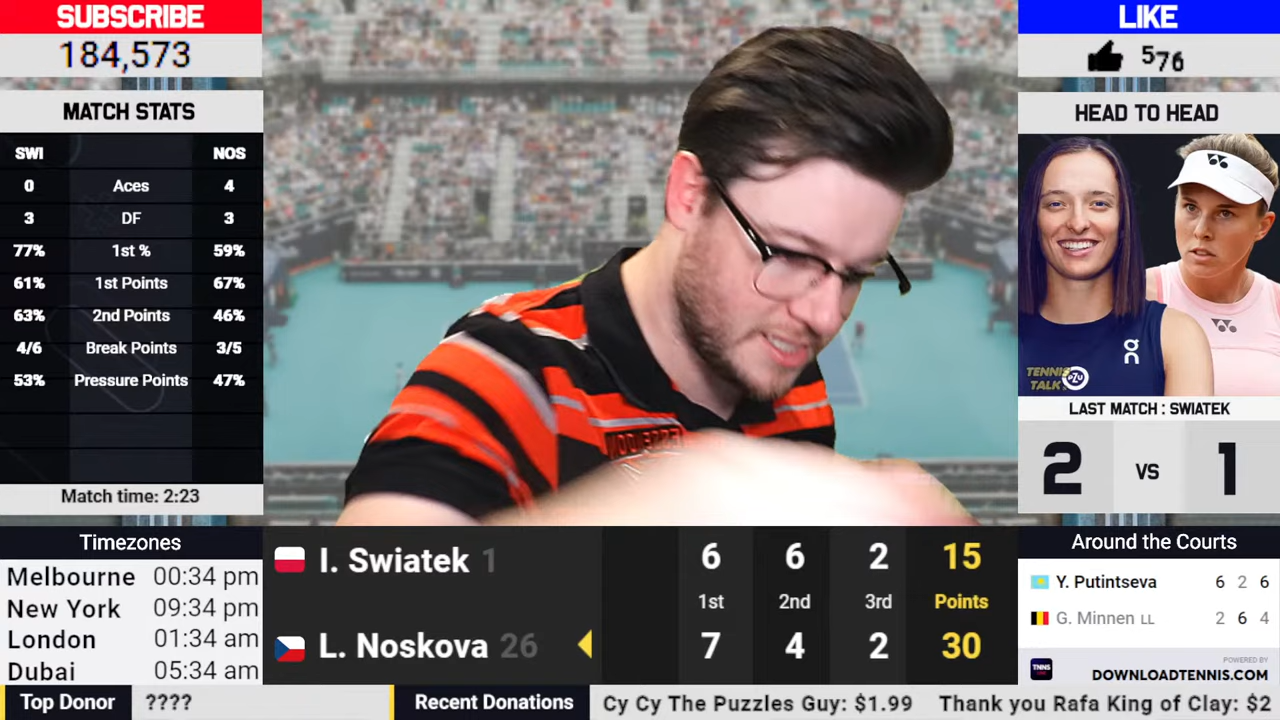 SUBSCRIBE
184,573
MATCH STATS
SWI NOS
0 Aces 4
3 DF 3
77% 1st % 59%
61% 1st Points 67%
63% 2nd Points 46%
4/6 Break Points 3/5
53% Pressure Points 47%
Match time: 2:23
Timezones
Melbourne 00:34 pm
New York 09:34 pm
London 01:34 am
Dubai 05:34 am
I. Swiatek 1 6 6 2 15
1st 2nd 3rd Points
L. Noskova 26 7 4 2 30
LIKE
576
HEAD TO HEAD
TENNIS
TALK
LAST MATCH : SWIATEK
2 VS 1
Around the Courts
Y. Putintseva 6 2 6
G. Minnen LL 2 6 4
POWERED BY
DOWNLOADTENNIS.COM
Top Donor ???? Recent Donations Cy Cy The Puzzles Guy: $1.99 Thank you Rafa King of Clay: $2